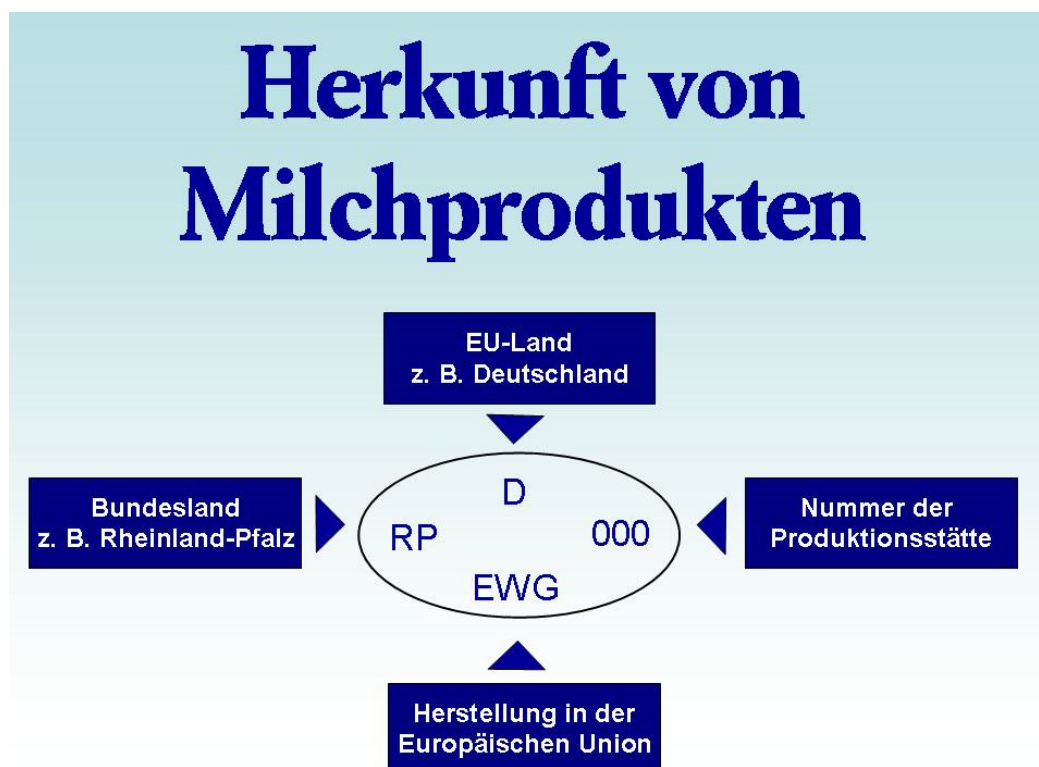 Herkunft von
Milchprodukten
EU-Land
z. B. Deutschland
Bundesland
z. B. Rheinland-Pfalz
D
RP
000
EWG
Nummer der
Produktionsstätte
Herstellung in der
Europäischen Union